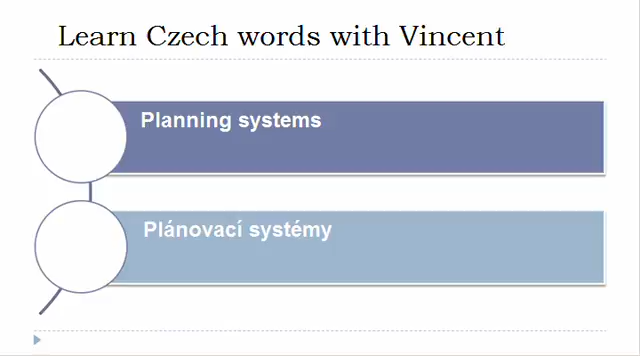 Learn Czech words with Vincent
Planning systems
Plánovací systémy